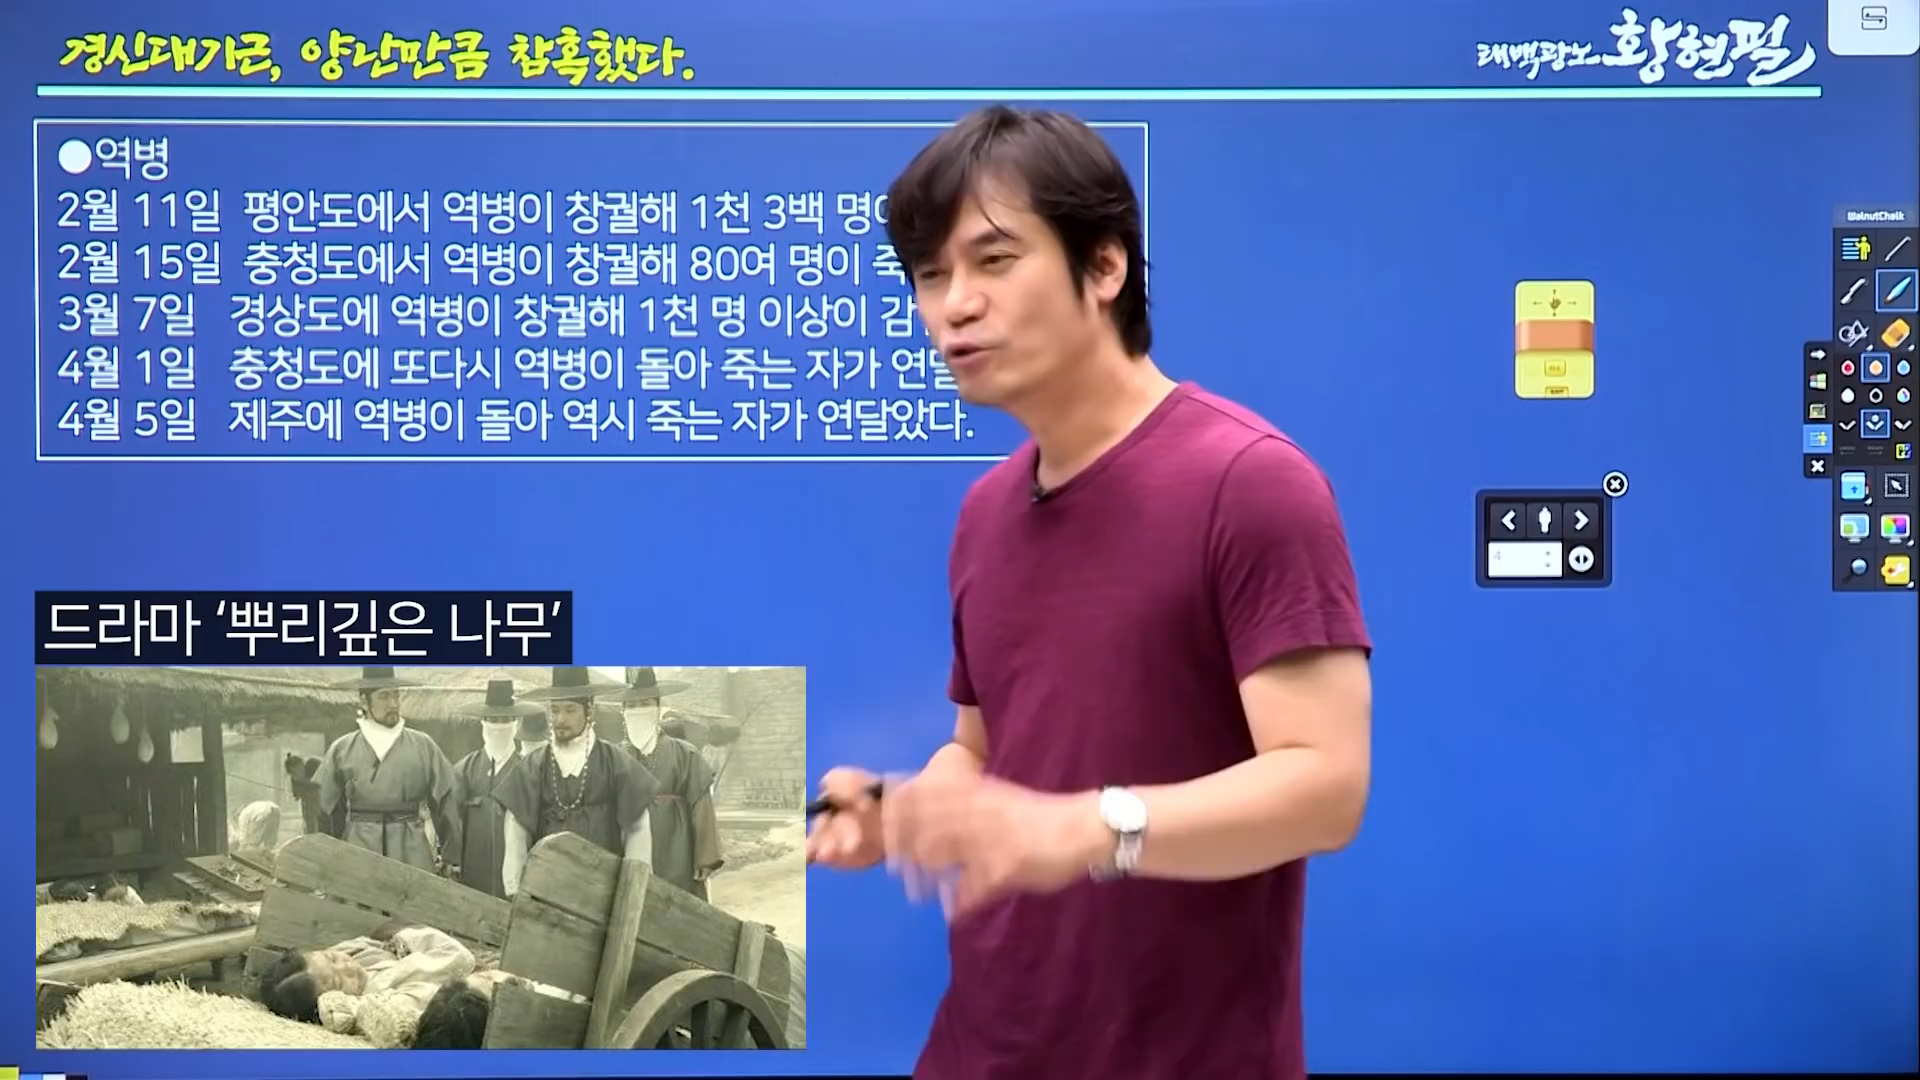 경신대기근, 양난만큼 참혹했다.
태백광노 황현필
●역병
2월 11일 평안도에서 역병이 창궐해 1천 3백
2월 15일 충청도에서 역병이 창궐해 80여 명이
3월 7일 경상도에 역병이 창궐해 1천 명 이상이
4월 1일 충청도에 또다시 역병이 돌아 죽는 자가
4월 5일 제주에 역병이 돌아 역시 죽는 자가 연달았다.
WalnutChalk
4
드라마 ‘뿌리깊은 나무’